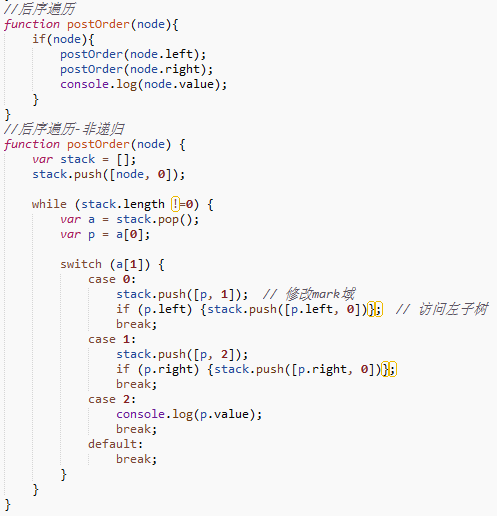 //后序遍历
function postOrder(node){
    if(node){
        postOrder(node.left);
        postOrder(node.right);
        console.log(node.value);
    }
}
//后序遍历-非递归
function postOrder(node) {
    var stack = [];
    stack.push([node, 0]);

    while (stack.length !=0) {
        var a = stack.pop();
        var p = a[0];

        switch (a[1]) {
            case 0:
                stack.push([p, 1]);  // 修改mark域
                if (p.left) {stack.push([p.left, 0])};  // 访问左子树
                break;
            case 1:
                stack.push([p, 2]);
                if (p.right) {stack.push([p.right, 0])};
                break;
            case 2:
                console.log(p.value);
                break;
            default:
                break;
        }
    }
}